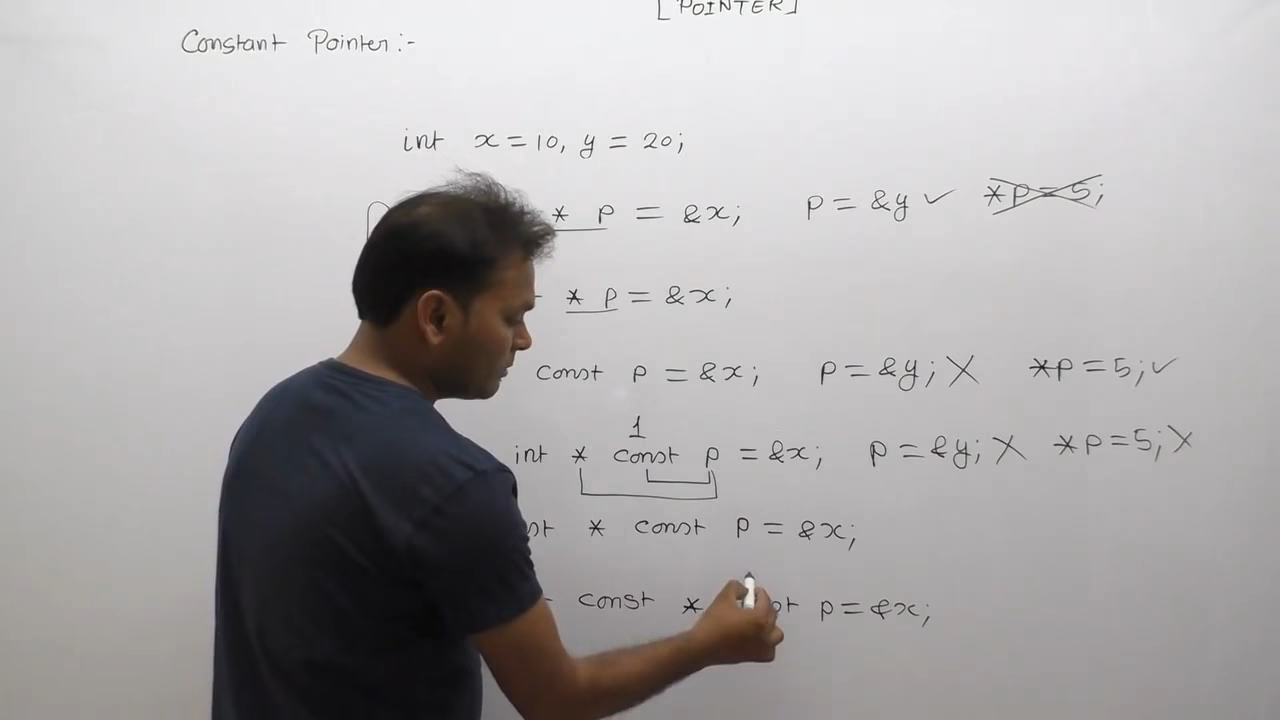 [POINTER]
Constant Pointer:-
int x=10, y = 20;
* p = &x; p = &y ✓ *p=5;
* p = &x;
const p = &x; p=&y; X *p=5; ✓
1
int * const p = &x; p=&y; X *p=5; X
* const p = &x;
const * p=&x;